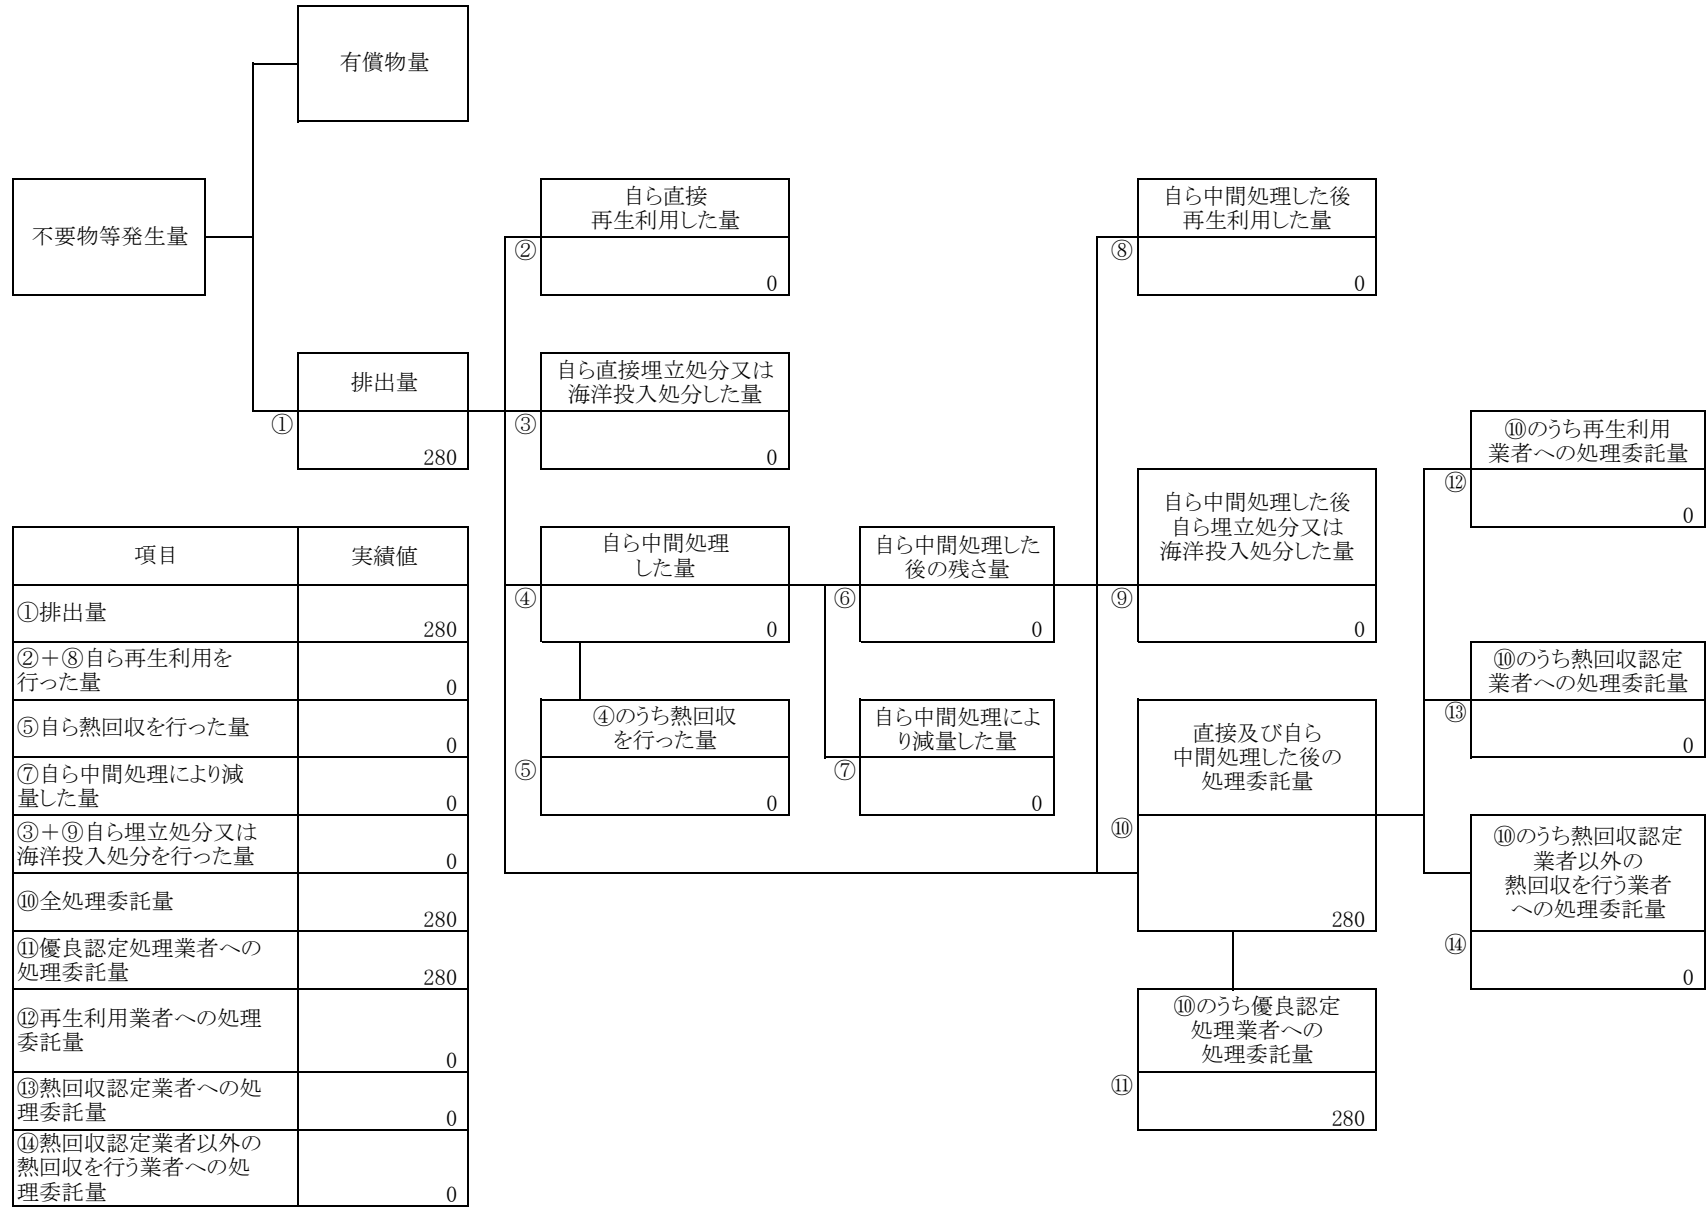 有償物量
不要物等発生量
自ら直接
再生利用した量
②
0
自ら中間処理した後
再生利用した量
⑧
0
排出量
①
280
自ら直接埋立処分又は
海洋投入処分した量
③
0
⑩のうち再生利用
業者への処理委託量
⑫
0
自ら中間処理
した量
④
0
自ら中間処理した
後の残さ量
⑥
0
自ら中間処理した後
自ら埋立処分又は
海洋投入処分した量
⑨
0
⑩のうち熱回収認定
業者への処理委託量
⑬
0
④のうち熱回収
を行った量
⑤
0
自ら中間処理によ
り減量した量
⑦
0
直接及び自ら
中間処理した後の
処理委託量
⑩
280
⑩のうち熱回収認定
業者以外の
熱回収を行う業者
への処理委託量
⑭
0
⑩のうち優良認定
処理業者への
処理委託量
⑪
280
項目 実績値
①排出量
280
②＋⑧自ら再生利用を
行った量
0
⑤自ら熱回収を行った量
0
⑦自ら中間処理により減
量した量
0
③＋⑨自ら埋立処分又は
海洋投入処分を行った量
0
⑩全処理委託量
280
⑪優良認定処理業者への
処理委託量
280
⑫再生利用業者への処理
委託量
0
⑬熱回収認定業者への処
理委託量
0
⑭熱回収認定業者以外の
熱回収を行う業者への処
理委託量
0